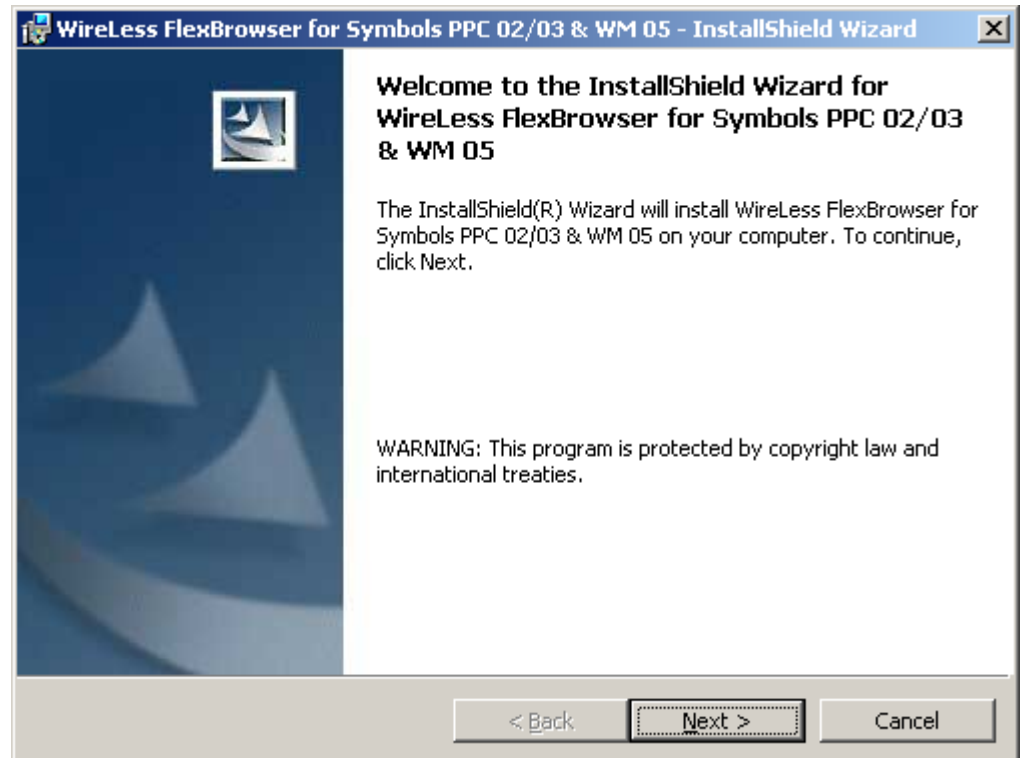 WireLess FlexBrowser for Symbols PPC 02/03 & WM 05 - InstallShield Wizard
Welcome to the InstallShield Wizard for
WireLess FlexBrowser for Symbols PPC 02/03
& WM 05
The InstallShield(R) Wizard will install WireLess FlexBrowser for
Symbols PPC 02/03 & WM 05 on your computer. To continue,
click Next.
WARNING: This program is protected by copyright law and
international treaties.
< Back
Next >
Cancel